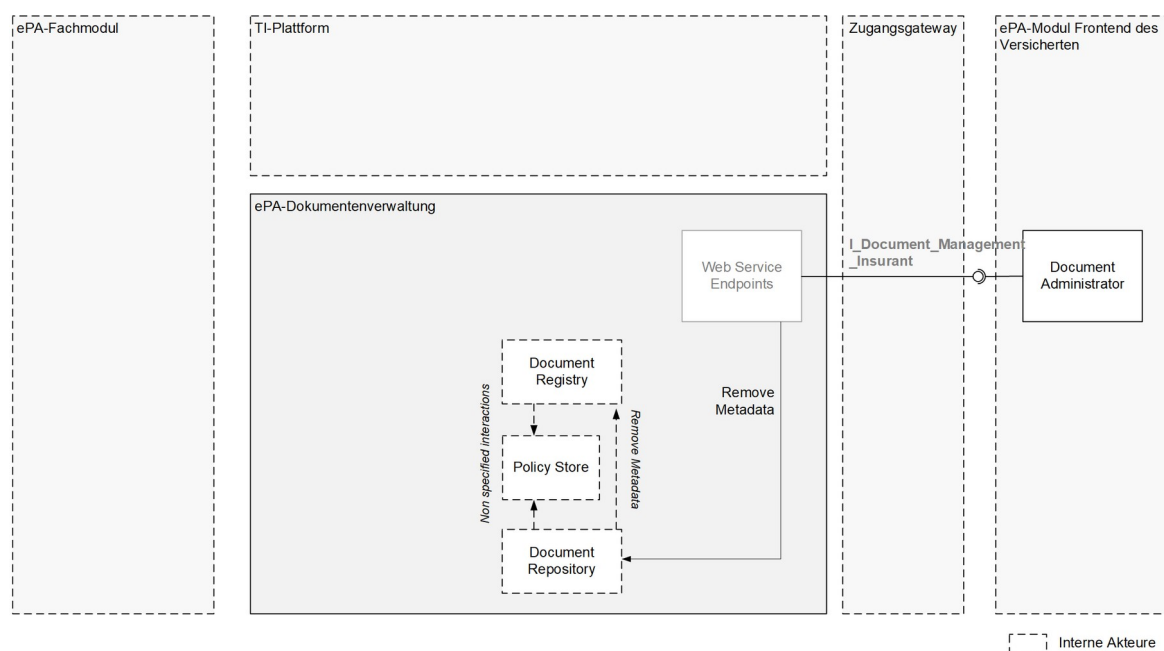 ePA-Fachmodul
TI-Plattform
Zugangsgateway
ePA-Modul Frontend des
Versicherten
ePA-Dokumentenverwaltung
Web Service
Endpoints
I_Document_Management
_Insurant
Document
Administrator
Document
Registry
Remove
Metadata
Non specified interactions
Remove Metadata
Policy Store
Document
Repository
Interne Akteure